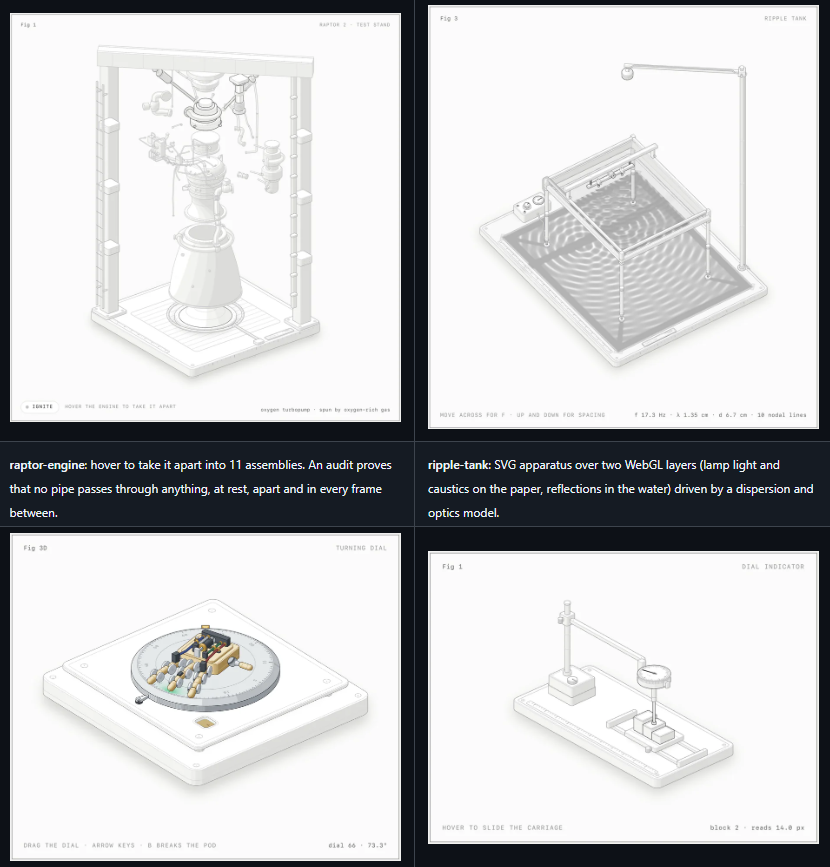 Fig 1
RAPTOR 2 · TEST STAND
IGNITE
HOVER THE ENGINE TO TAKE IT APART
oxygen turbopump · spun by oxygen-rich gas
Fig 3
RIPPLE TANK
MOVE ACROSS FOR F · UP AND DOWN FOR SPACING
f 17.3 Hz · λ 1.35 cm · d 6.7 cm · 10 nodal lines
raptor-engine: hover to take it apart into 11 assemblies. An audit proves
that no pipe passes through anything, at rest, apart and in every frame
between.
ripple-tank: SVG apparatus over two WebGL layers (lamp light and
caustics on the paper, reflections in the water) driven by a dispersion and
optics model.
Fig 3D
TURNING DIAL
DRAG THE DIAL · ARROW KEYS · B BREAKS THE POD
dial 66 · 73.3°
Fig 1
DIAL INDICATOR
HOVER TO SLIDE THE CARRIAGE
block 2 · reads 14.0 px